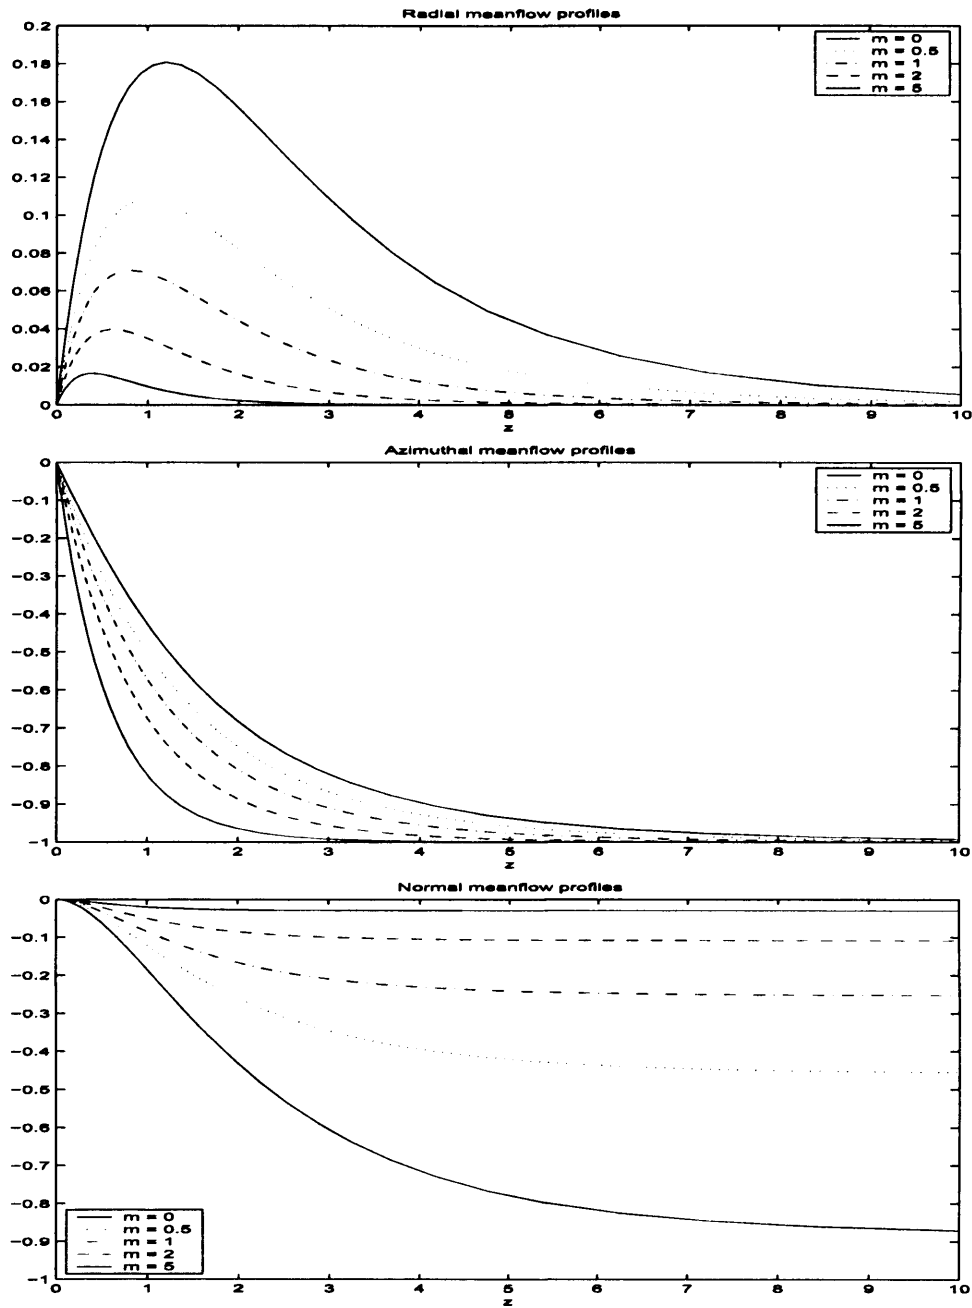 Radial meanflow profiles
0.2
0.18
0.16
0.14
0.12
0.1
0.08
0.06
0.04
0.02
0
m = 0
m = 0.5
m = 1
m = 2
m = 5
0 1 2 3 4 5 6 7 8 9 10
z
Azimuthal meanflow profiles
0
−0.1
−0.2
−0.3
−0.4
−0.5
−0.6
−0.7
−0.8
−0.9
−1
m = 0
m = 0.5
m = 1
m = 2
m = 5
0 1 2 3 4 5 6 7 8 9 10
z
Normal meanflow profiles
0
−0.1
−0.2
−0.3
−0.4
−0.5
−0.6
−0.7
−0.8
−0.9
−1
m = 0
m = 0.5
m = 1
m = 2
m = 5
0 1 2 3 4 5 6 7 8 9 10
z